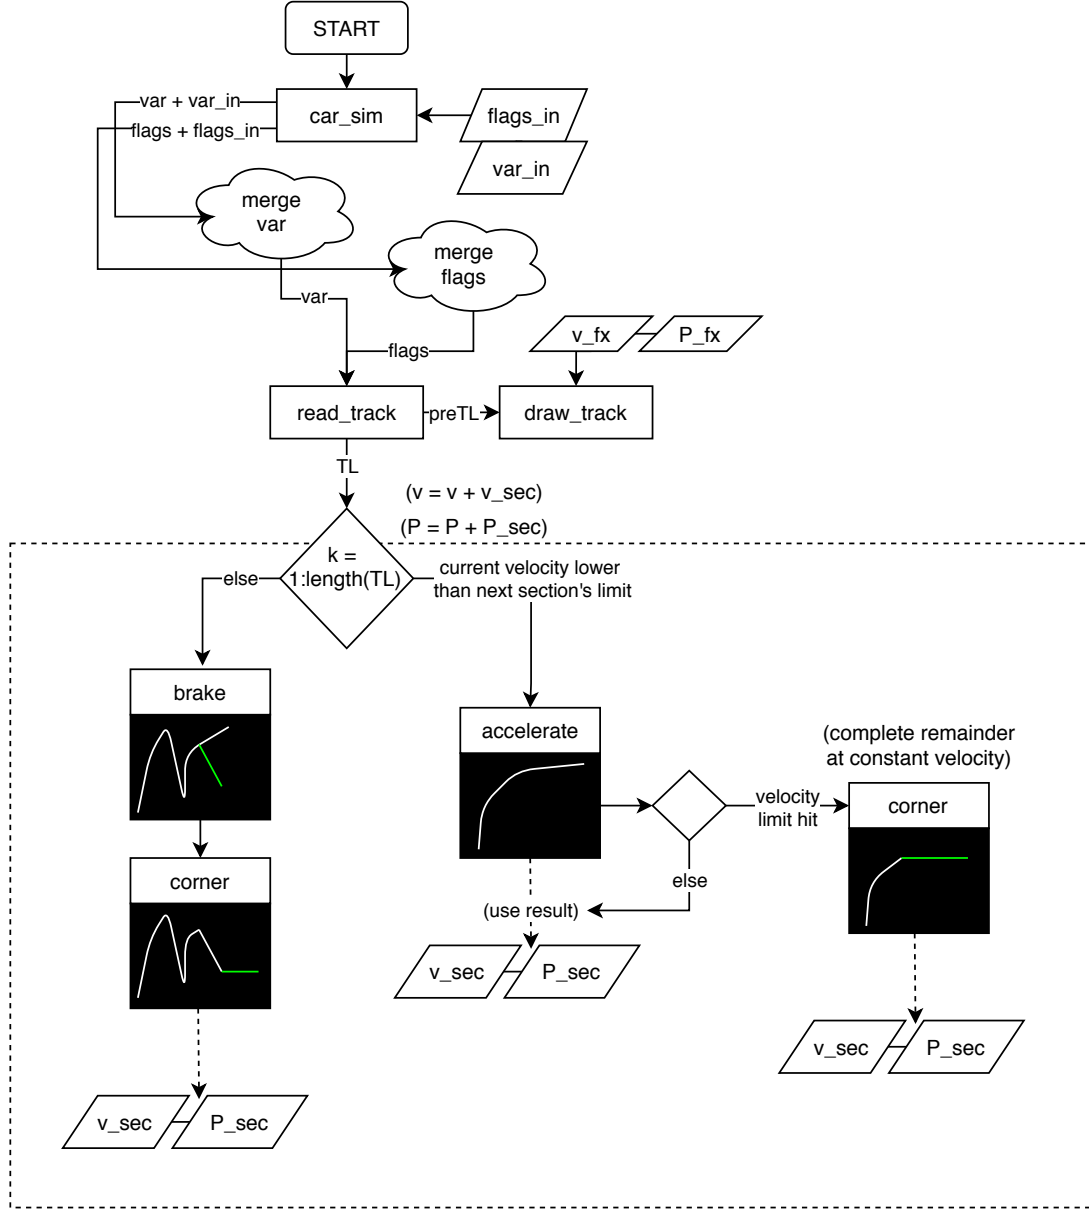 START
var + var_in
flags + flags_in
car_sim
flags_in
var_in
merge
var
merge
flags
var
flags
v_fx
P_fx
read_track
preTL
draw_track
TL
(v = v + v_sec)
(P = P + P_sec)
k =
1:length(TL)
else
current velocity lower
than next section's limit
brake
accelerate
(complete remainder
at constant velocity)
velocity
limit hit
corner
corner
else
(use result)
v_sec
P_sec
v_sec
P_sec
v_sec
P_sec